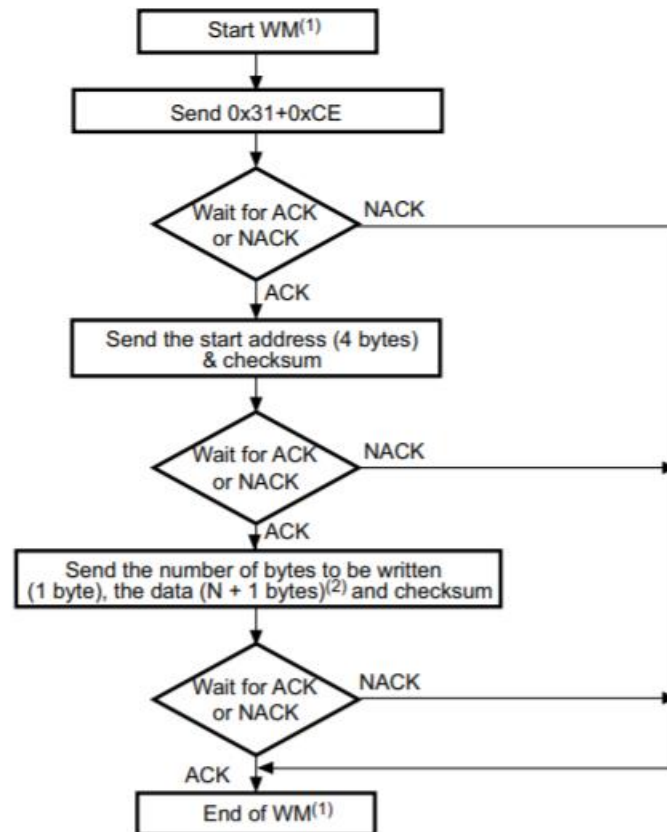 Start WM(1)
Send 0x31+0xCE
Wait for ACK
or NACK
NACK
ACK
Send the start address (4 bytes)
& checksum
Wait for ACK
or NACK
NACK
ACK
Send the number of bytes to be written
(1 byte), the data (N + 1 bytes)(2) and checksum
Wait for ACK
or NACK
NACK
ACK
End of WM(1)